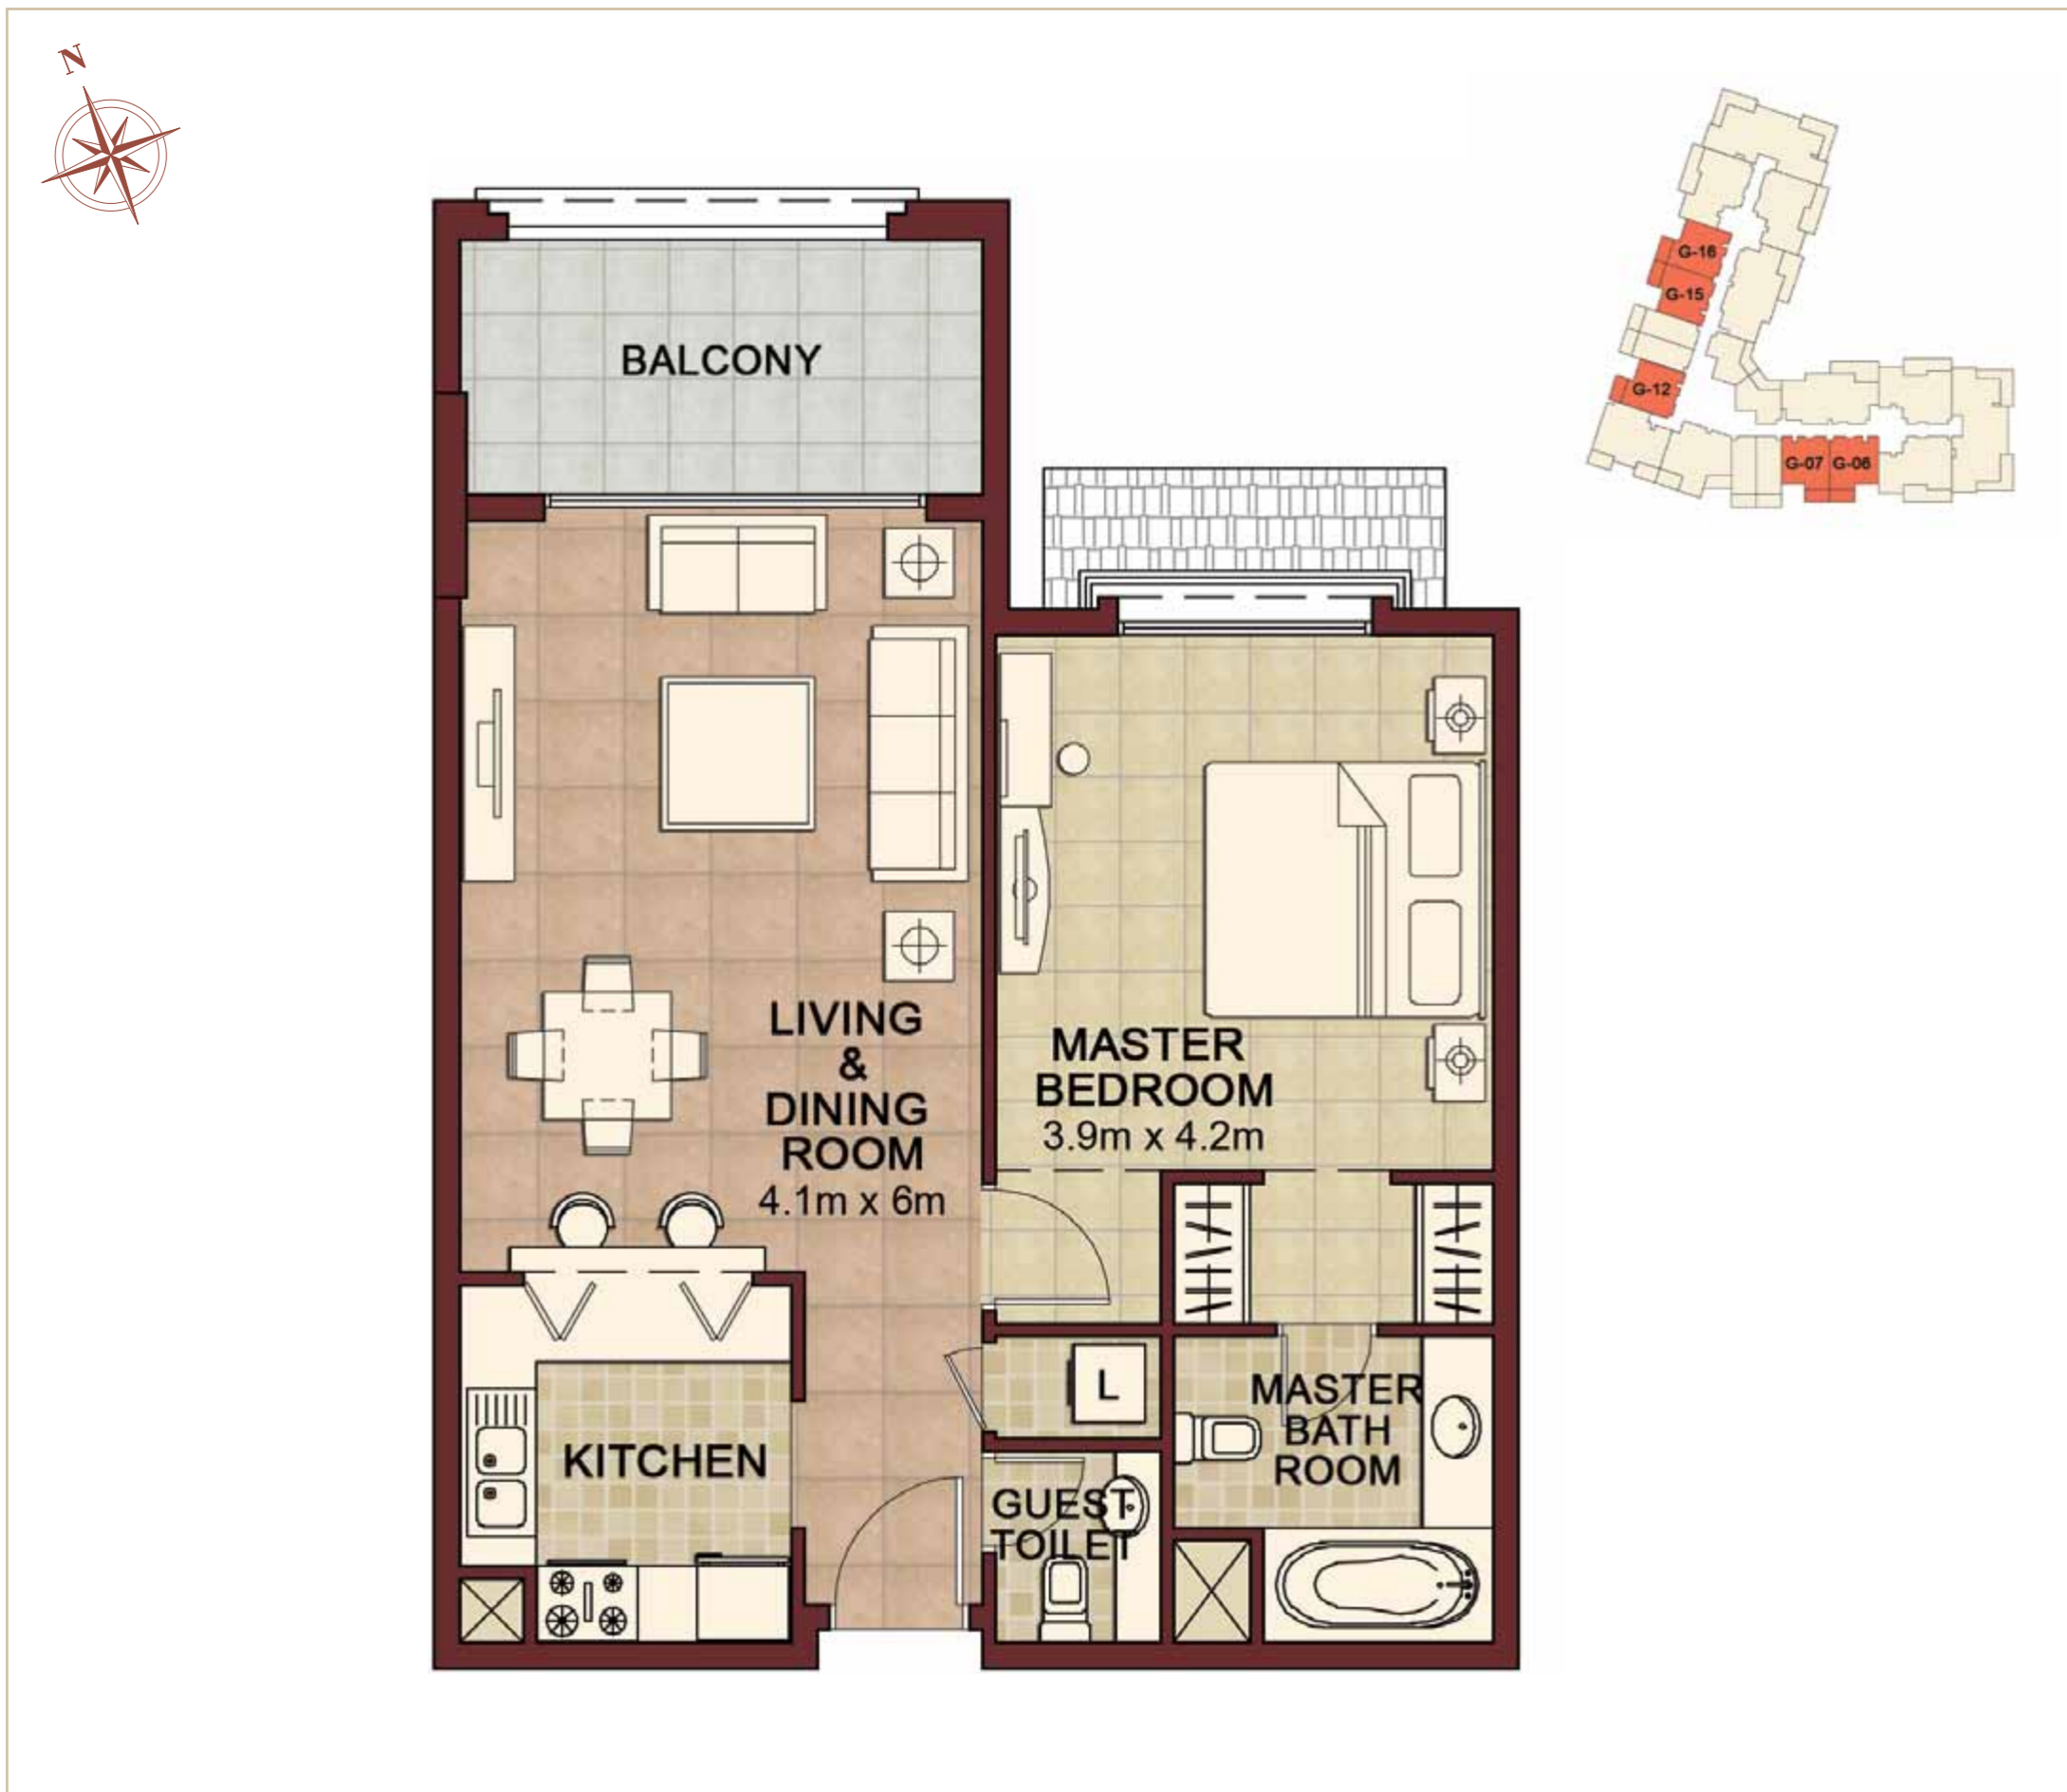 N
G-16
G-15
G-12
G-07 G-06
BALCONY
LIVING
&
DINING
ROOM
4.1m x 6m
MASTER
BEDROOM
3.9m x 4.2m
L
MASTER
BATH
ROOM
KITCHEN
GUEST
TOILET